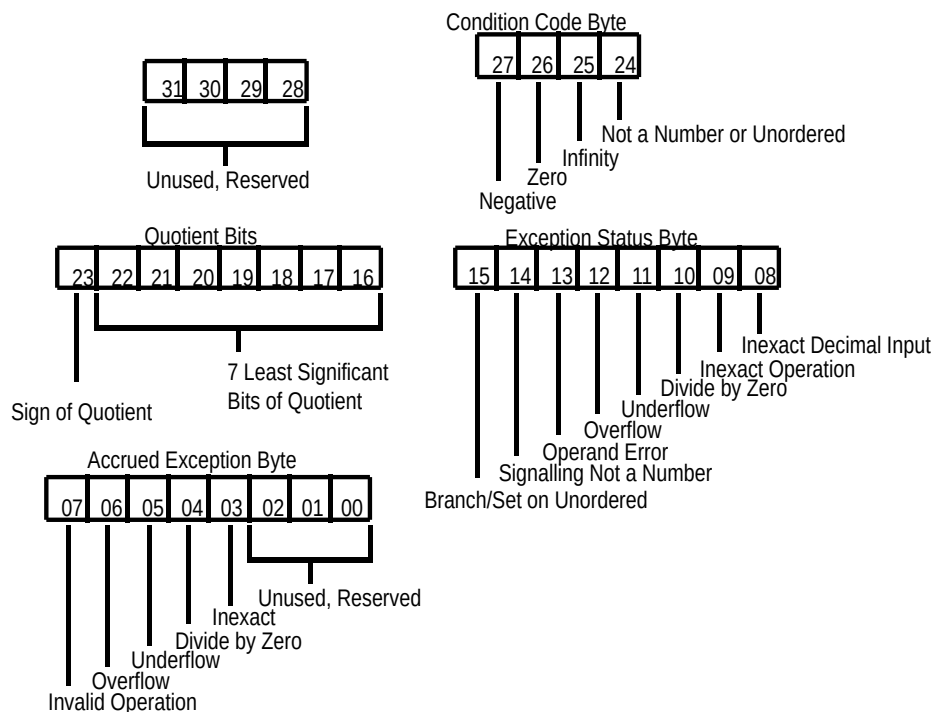 Condition Code Byte
31 30 29 28
27 26 25 24
Not a Number or Unordered
Infinity
Zero
Negative
Unused, Reserved
Quotient Bits
23 22 21 20 19 18 17 16
7 Least Significant
Bits of Quotient
Sign of Quotient
Exception Status Byte
15 14 13 12 11 10 09 08
Inexact Decimal Input
Inexact Operation
Divide by Zero
Underflow
Overflow
Operand Error
Signalling Not a Number
Branch/Set on Unordered
Accrued Exception Byte
07 06 05 04 03 02 01 00
Unused, Reserved
Inexact
Divide by Zero
Underflow
Overflow
Invalid Operation